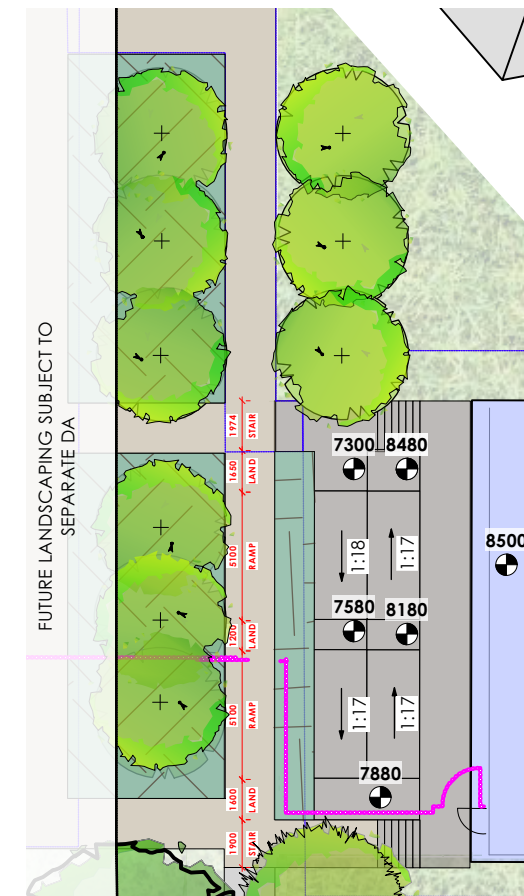 FUTURE LANDSCAPING SUBJECT TO
SEPARATE DA
1974
STAIR
1650
LAND
5100
RAMP
1200
LAND
5100
RAMP
1600
LAND
1900
STAIR
7300
8480
1:18
1:17
8500
7580
8180
1:17
1:17
7880